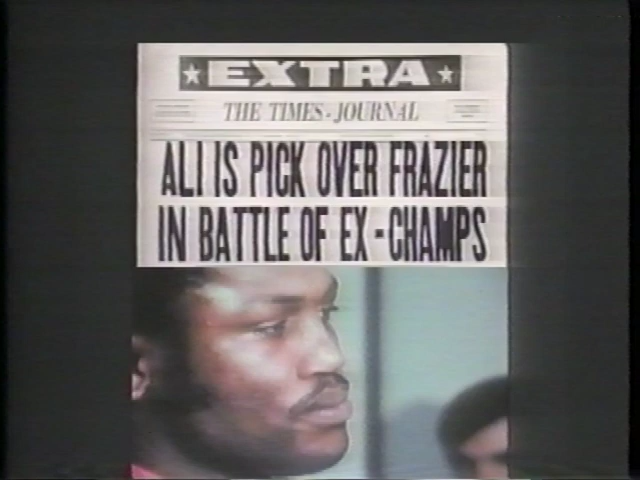 ★ EXTRA ★
THE TIMES-JOURNAL
ALI IS PICK OVER FRAZIER
IN BATTLE OF EX-CHAMPS